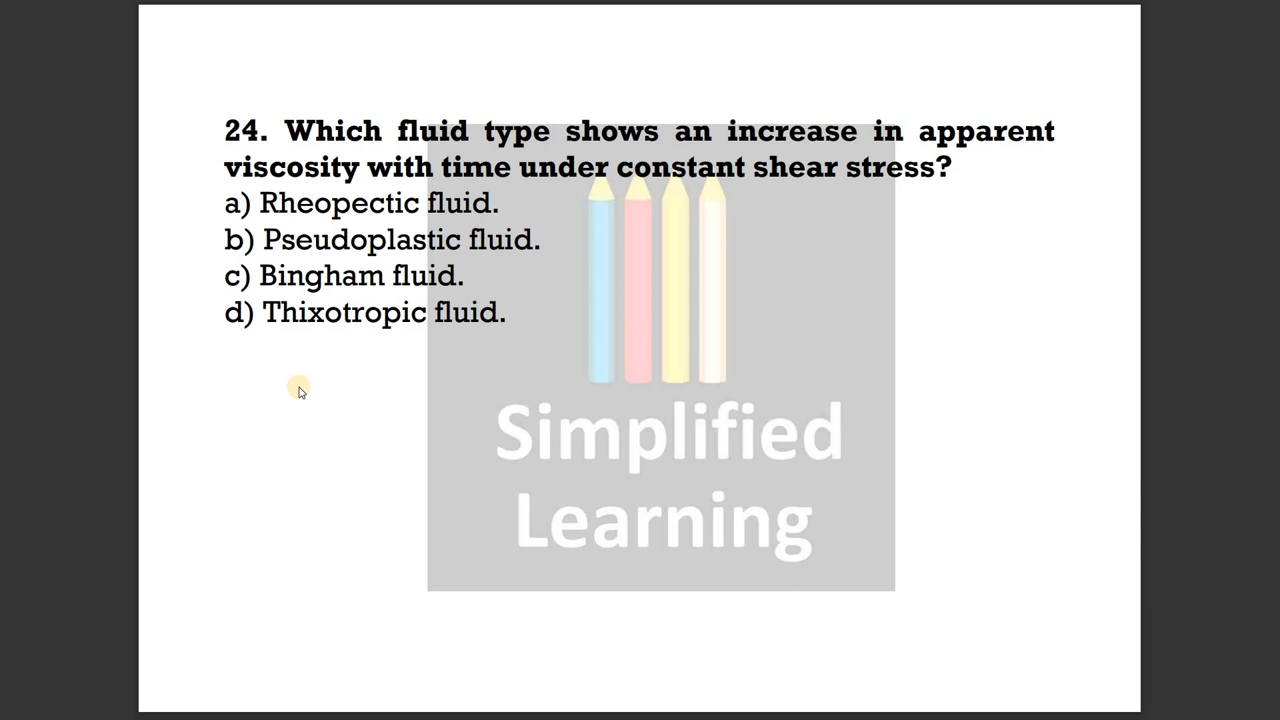 24. Which fluid type shows an increase in apparent
viscosity with time under constant shear stress?
a) Rheopectic fluid.
b) Pseudoplastic fluid.
c) Bingham fluid.
d) Thixotropic fluid.
Simplified
Learning